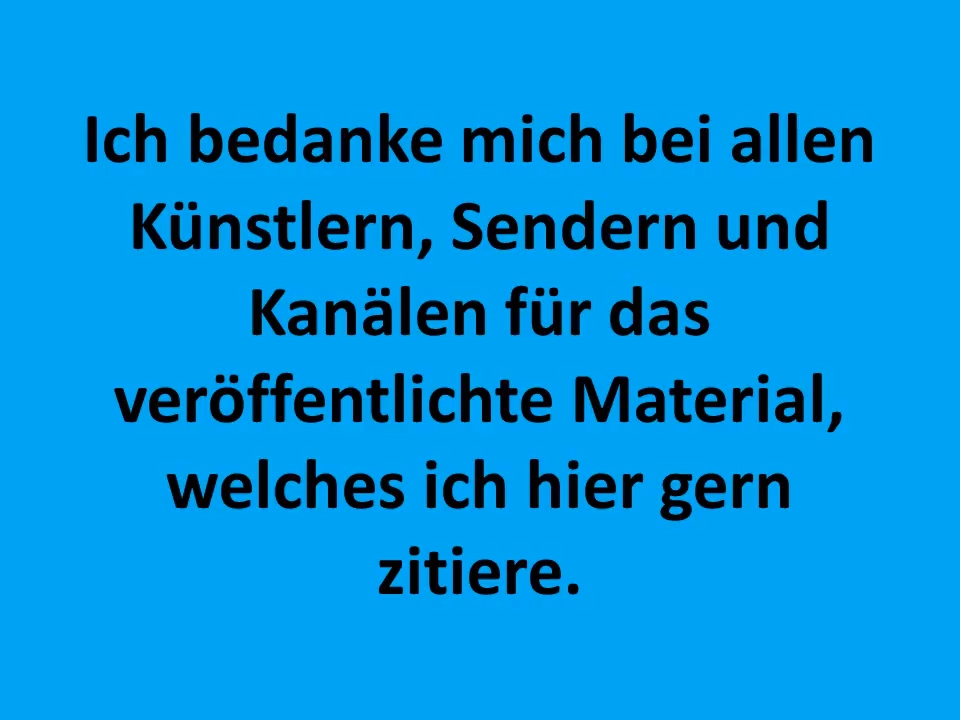 Ich bedanke mich bei allen
Künstlern, Sendern und
Kanälen für das
veröffentlichte Material,
welches ich hier gern
zitiere.